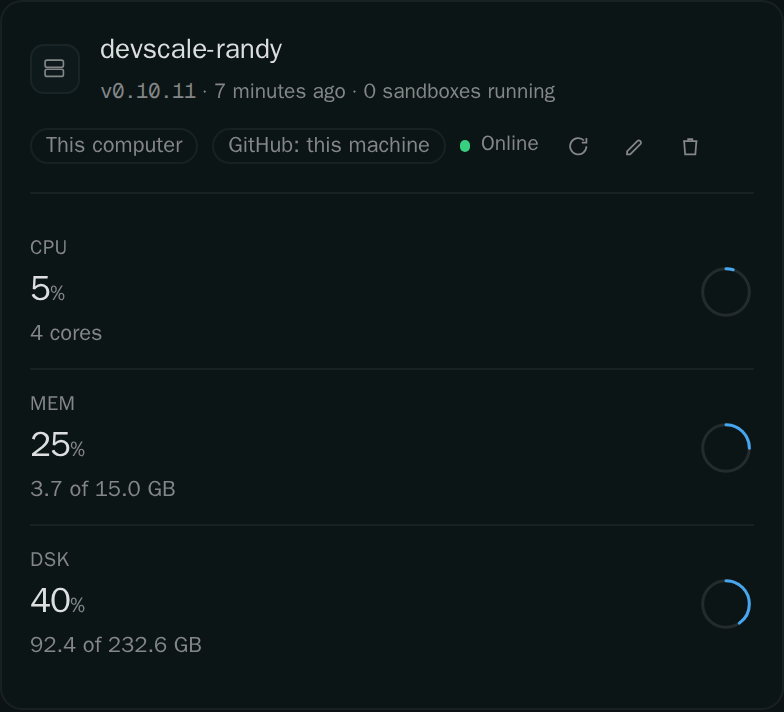 devscale-randy
v0.10.11 · 7 minutes ago · 0 sandboxes running
This computer GitHub: this machine Online
CPU
5%
4 cores
MEM
25%
3.7 of 15.0 GB
DSK
40%
92.4 of 232.6 GB